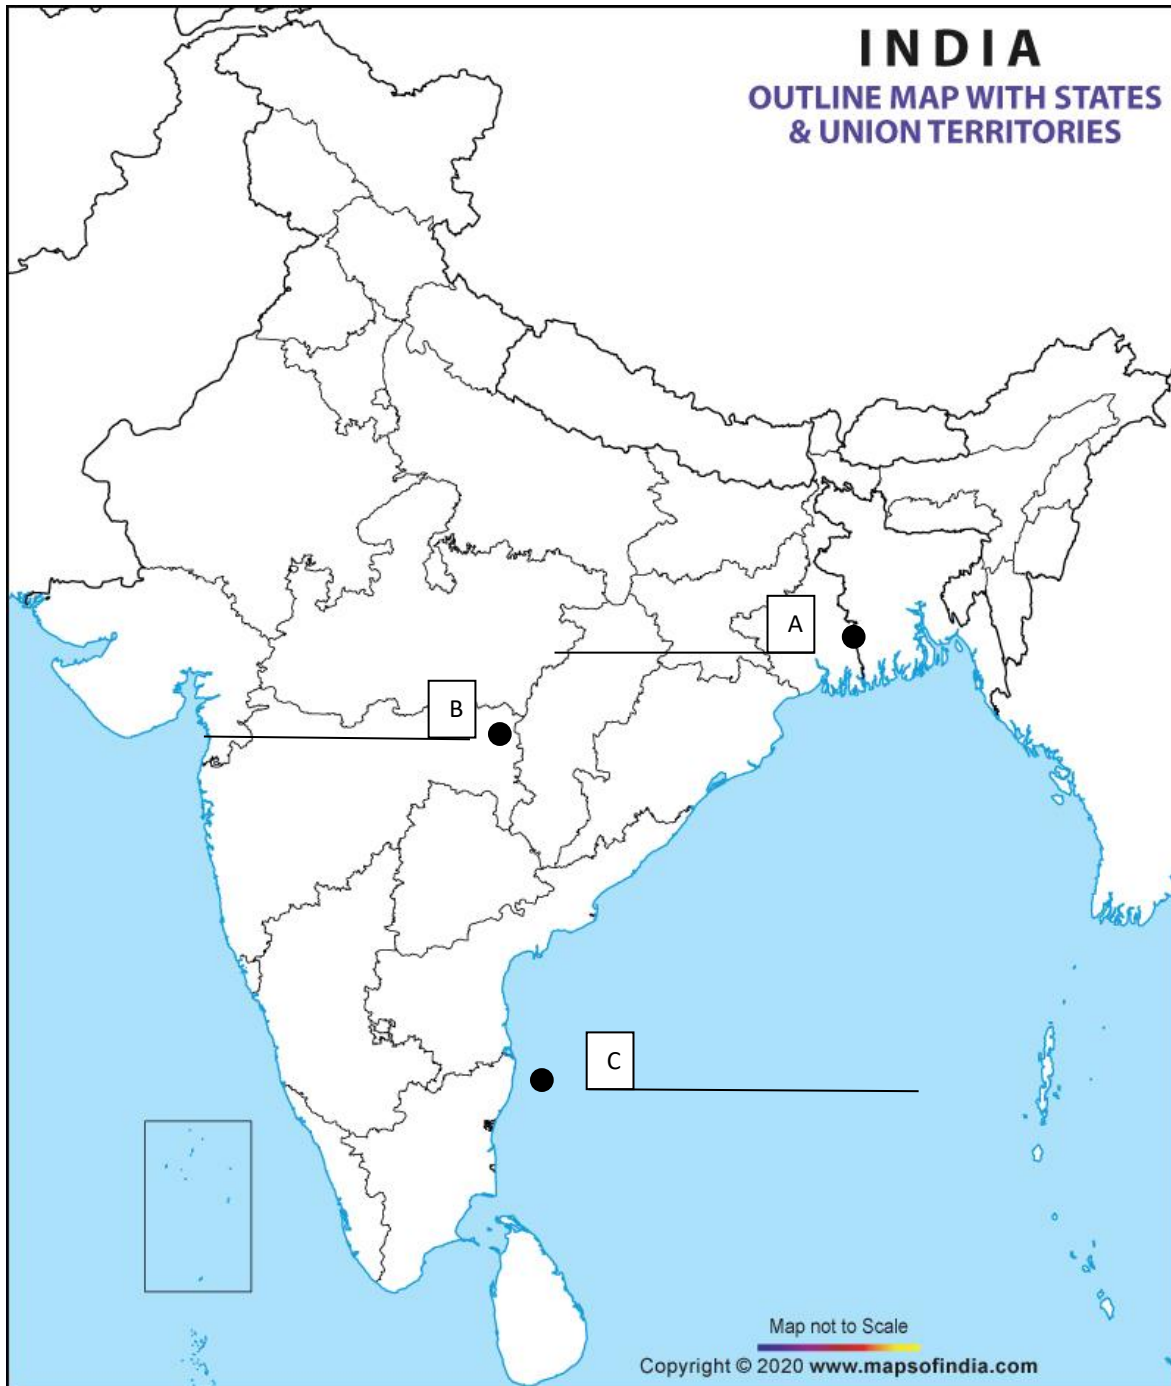 INDIA
OUTLINE MAP WITH STATES
& UNION TERRITORIES
A
B
C
Map not to Scale
Copyright © 2020 www.mapsofindia.com